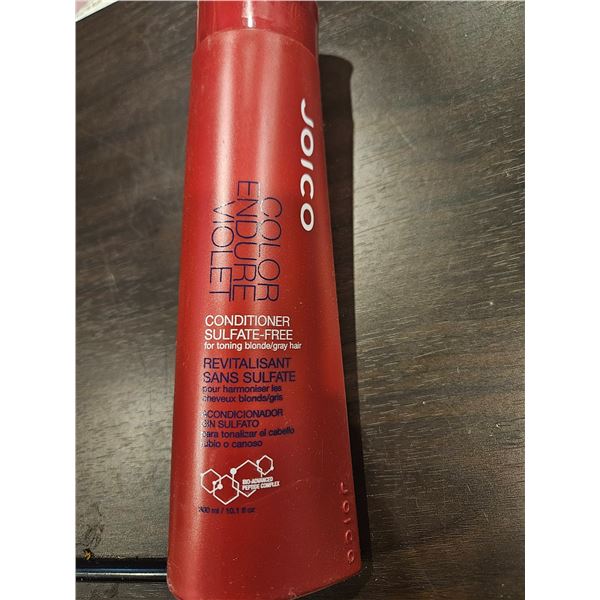 JOICO
COLOR
ENDURE
VIOLET
CONDITIONER
SULFATE-FREE
for toning blonde/gray hair
REVITALISANT
SANS SULFATE
pour harmoniser les
cheveux blonds/gris
ACONDICIONADOR
SIN SULFATO
para tonalizar el cabello
rubio o canoso
BIO-ADVANCED
PEPTIDE COMPLEX
300 ml / 10.1 fl oz
JOICO